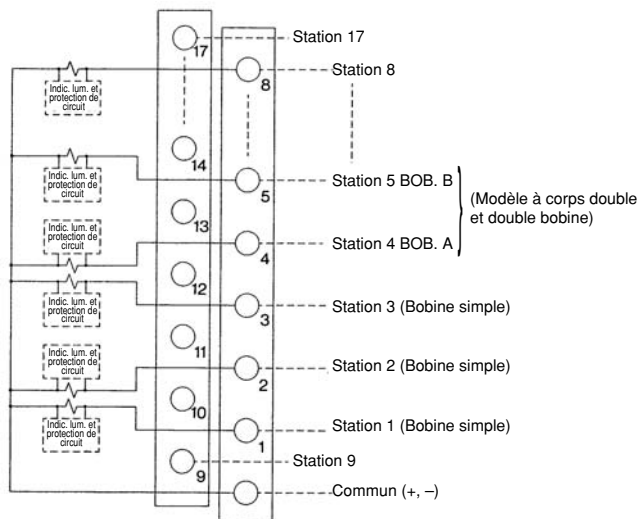 17
Station 17
8
Station 8
Indic. lum. et
protection de
circuit
14
Indic. lum. et
protection de
circuit
5
Station 5 BOB. B
(Modèle à corps double
et double bobine)
13
Indic. lum. et
protection de
circuit
4
Station 4 BOB. A
12
Indic. lum. et
protection de
circuit
3
Station 3 (Bobine simple)
11
Indic. lum. et
protection de
circuit
2
Station 2 (Bobine simple)
10
Indic. lum. et
protection de
circuit
1
Station 1 (Bobine simple)
9
Station 9
Commun (+, –)